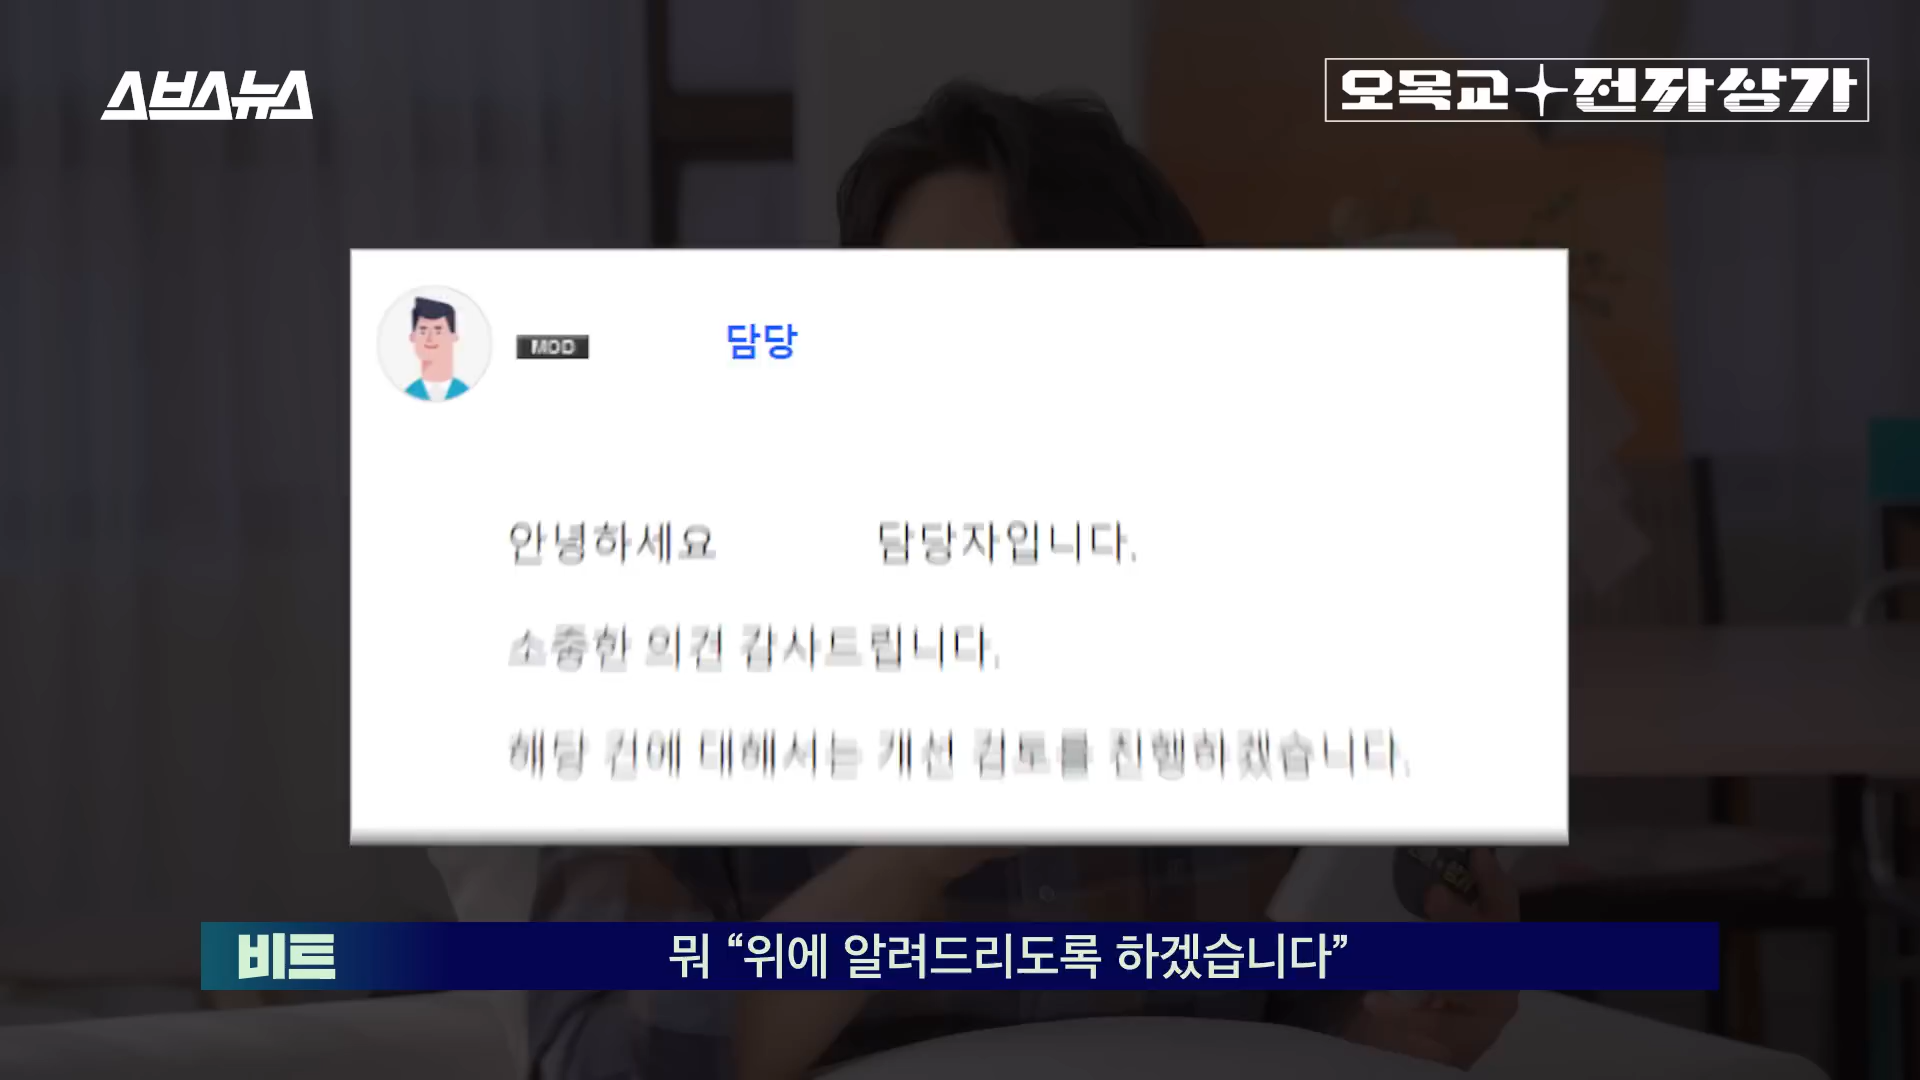 스브스뉴스
오목교 전자상가
MOD 담당
안녕하세요 담당자입니다.
소중한 의견 감사드립니다.
해당 건에 대해서는 개선 검토를 진행하겠습니다.
비트
뭐 “위에 알려드리도록 하겠습니다”